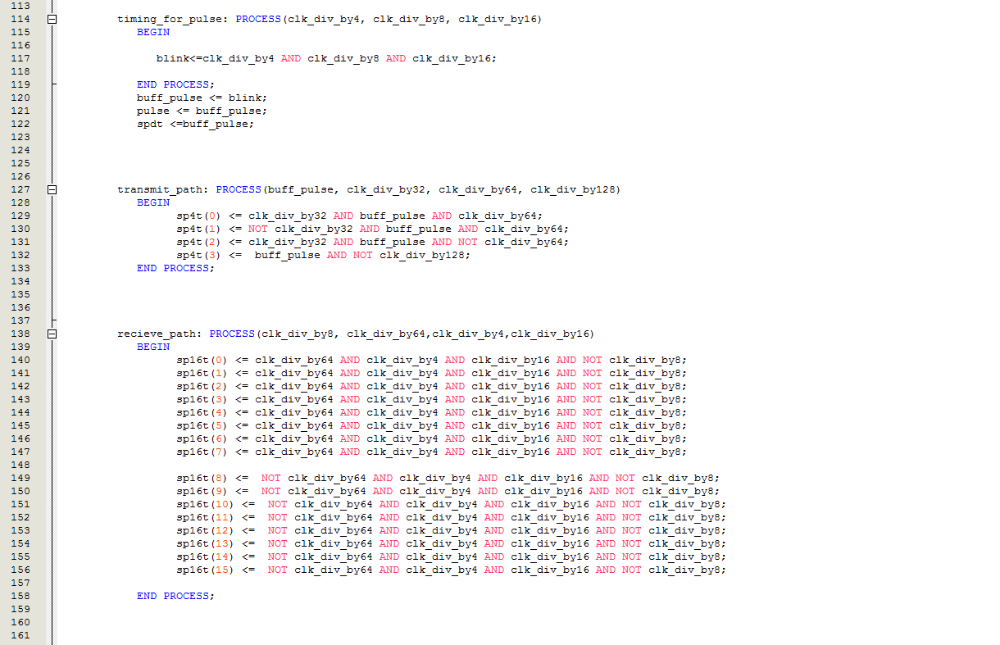 113
114 timing_for_pulse: PROCESS(clk_div_by4, clk_div_by8, clk_div_by16)
115 BEGIN
116
117 blink<=clk_div_by4 AND clk_div_by8 AND clk_div_by16;
118
119 END PROCESS;
120 buff_pulse <= blink;
121 pulse <= buff_pulse;
122 spdt <=buff_pulse;
123
124
125
126
127 transmit_path: PROCESS(buff_pulse, clk_div_by32, clk_div_by64, clk_div_by128)
128 BEGIN
129 sp4t(0) <= clk_div_by32 AND buff_pulse AND clk_div_by64;
130 sp4t(1) <= NOT clk_div_by32 AND buff_pulse AND clk_div_by64;
131 sp4t(2) <= clk_div_by32 AND buff_pulse AND NOT clk_div_by64;
132 sp4t(3) <=  buff_pulse AND NOT clk_div_by128;
133 END PROCESS;
134
135
136
137
138 recieve_path: PROCESS(clk_div_by8, clk_div_by64,clk_div_by4,clk_div_by16)
139 BEGIN
140 sp16t(0) <= clk_div_by64 AND clk_div_by4 AND clk_div_by16 AND NOT clk_div_by8;
141 sp16t(1) <= clk_div_by64 AND clk_div_by4 AND clk_div_by16 AND NOT clk_div_by8;
142 sp16t(2) <= clk_div_by64 AND clk_div_by4 AND clk_div_by16 AND NOT clk_div_by8;
143 sp16t(3) <= clk_div_by64 AND clk_div_by4 AND clk_div_by16 AND NOT clk_div_by8;
144 sp16t(4) <= clk_div_by64 AND clk_div_by4 AND clk_div_by16 AND NOT clk_div_by8;
145 sp16t(5) <= clk_div_by64 AND clk_div_by4 AND clk_div_by16 AND NOT clk_div_by8;
146 sp16t(6) <= clk_div_by64 AND clk_div_by4 AND clk_div_by16 AND NOT clk_div_by8;
147 sp16t(7) <= clk_div_by64 AND clk_div_by4 AND clk_div_by16 AND NOT clk_div_by8;
148
149 sp16t(8) <=  NOT clk_div_by64 AND clk_div_by4 AND clk_div_by16 AND NOT clk_div_by8;
150 sp16t(9) <=  NOT clk_div_by64 AND clk_div_by4 AND clk_div_by16 AND NOT clk_div_by8;
151 sp16t(10) <=  NOT clk_div_by64 AND clk_div_by4 AND clk_div_by16 AND NOT clk_div_by8;
152 sp16t(11) <=  NOT clk_div_by64 AND clk_div_by4 AND clk_div_by16 AND NOT clk_div_by8;
153 sp16t(12) <=  NOT clk_div_by64 AND clk_div_by4 AND clk_div_by16 AND NOT clk_div_by8;
154 sp16t(13) <=  NOT clk_div_by64 AND clk_div_by4 AND clk_div_by16 AND NOT clk_div_by8;
155 sp16t(14) <=  NOT clk_div_by64 AND clk_div_by4 AND clk_div_by16 AND NOT clk_div_by8;
156 sp16t(15) <=  NOT clk_div_by64 AND clk_div_by4 AND clk_div_by16 AND NOT clk_div_by8;
157
158 END PROCESS;
159
160
161